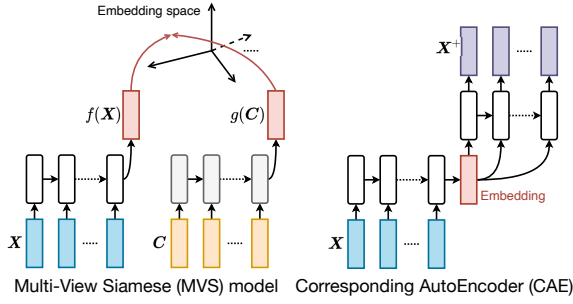 Embedding space
.....
f(X)
g(C)
X
.....
C
.....
Multi-View Siamese (MVS) model
X⁺
.....
Embedding
X
.....
Corresponding AutoEncoder (CAE)